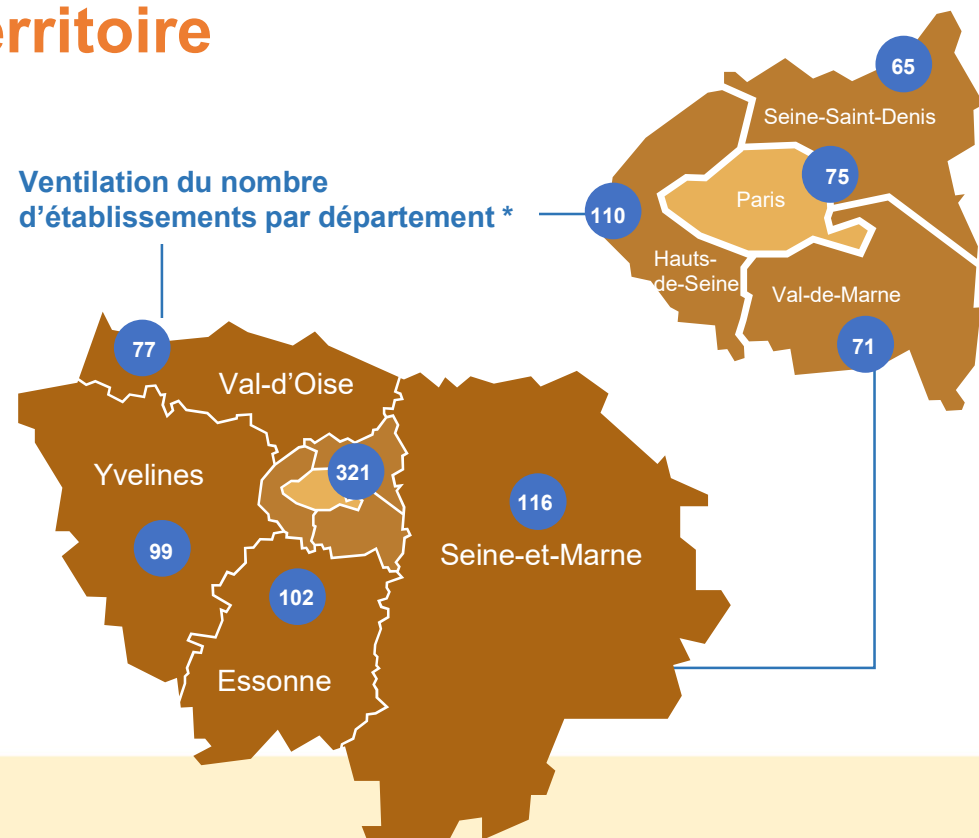 erritoire
65
Seine-Saint-Denis
Ventilation du nombre
d'établissements par département *
75
Paris
110
Hauts-
de-Seine
Val-de-Marne
71
77
Val-d'Oise
Yvelines
321
116
99
Seine-et-Marne
102
Essonne